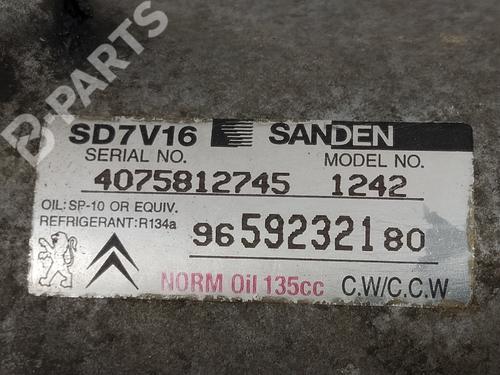 B-PARTS
SD7V16 SANDEN
SERIAL NO. MODEL NO.
4075812745 1242
OIL:SP-10 OR EQUIV.
REFRIGERANT:R134a
9659232180
NORM Oil 135cc C.W/C.C.W